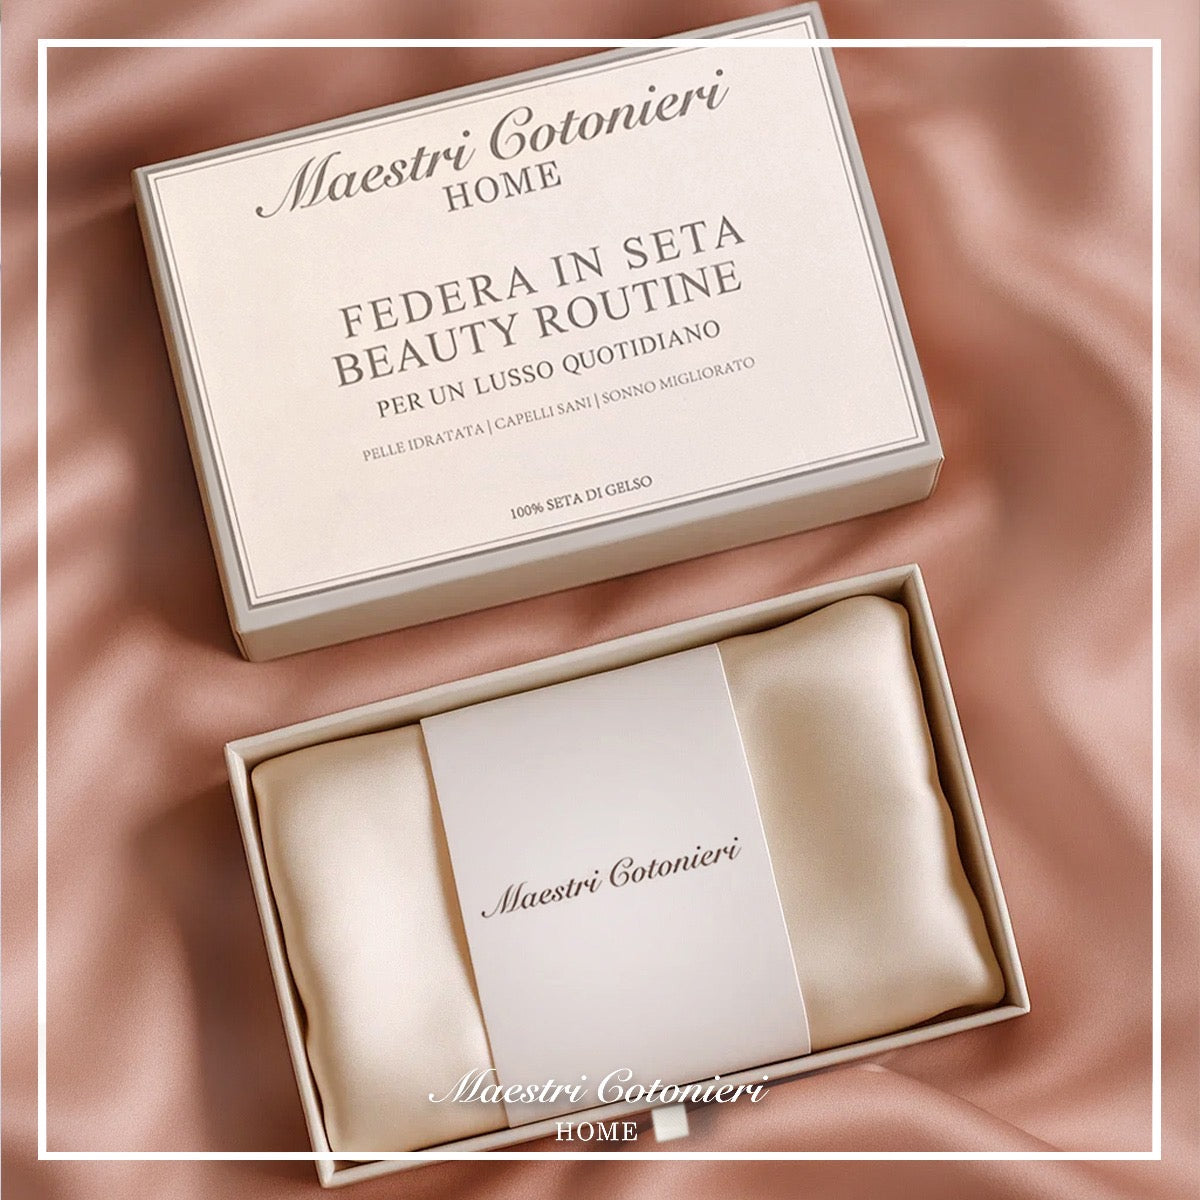 Maestri Cotonieri
HOME
FEDERA IN SETA
BEAUTY ROUTINE
PER UN LUSSO QUOTIDIANO
PELLE IDRATATA | CAPELLI SANI | SONNO MIGLIORATO
100% SETA DI GELSO
Maestri Cotonieri
Maestri Cotonieri
HOME